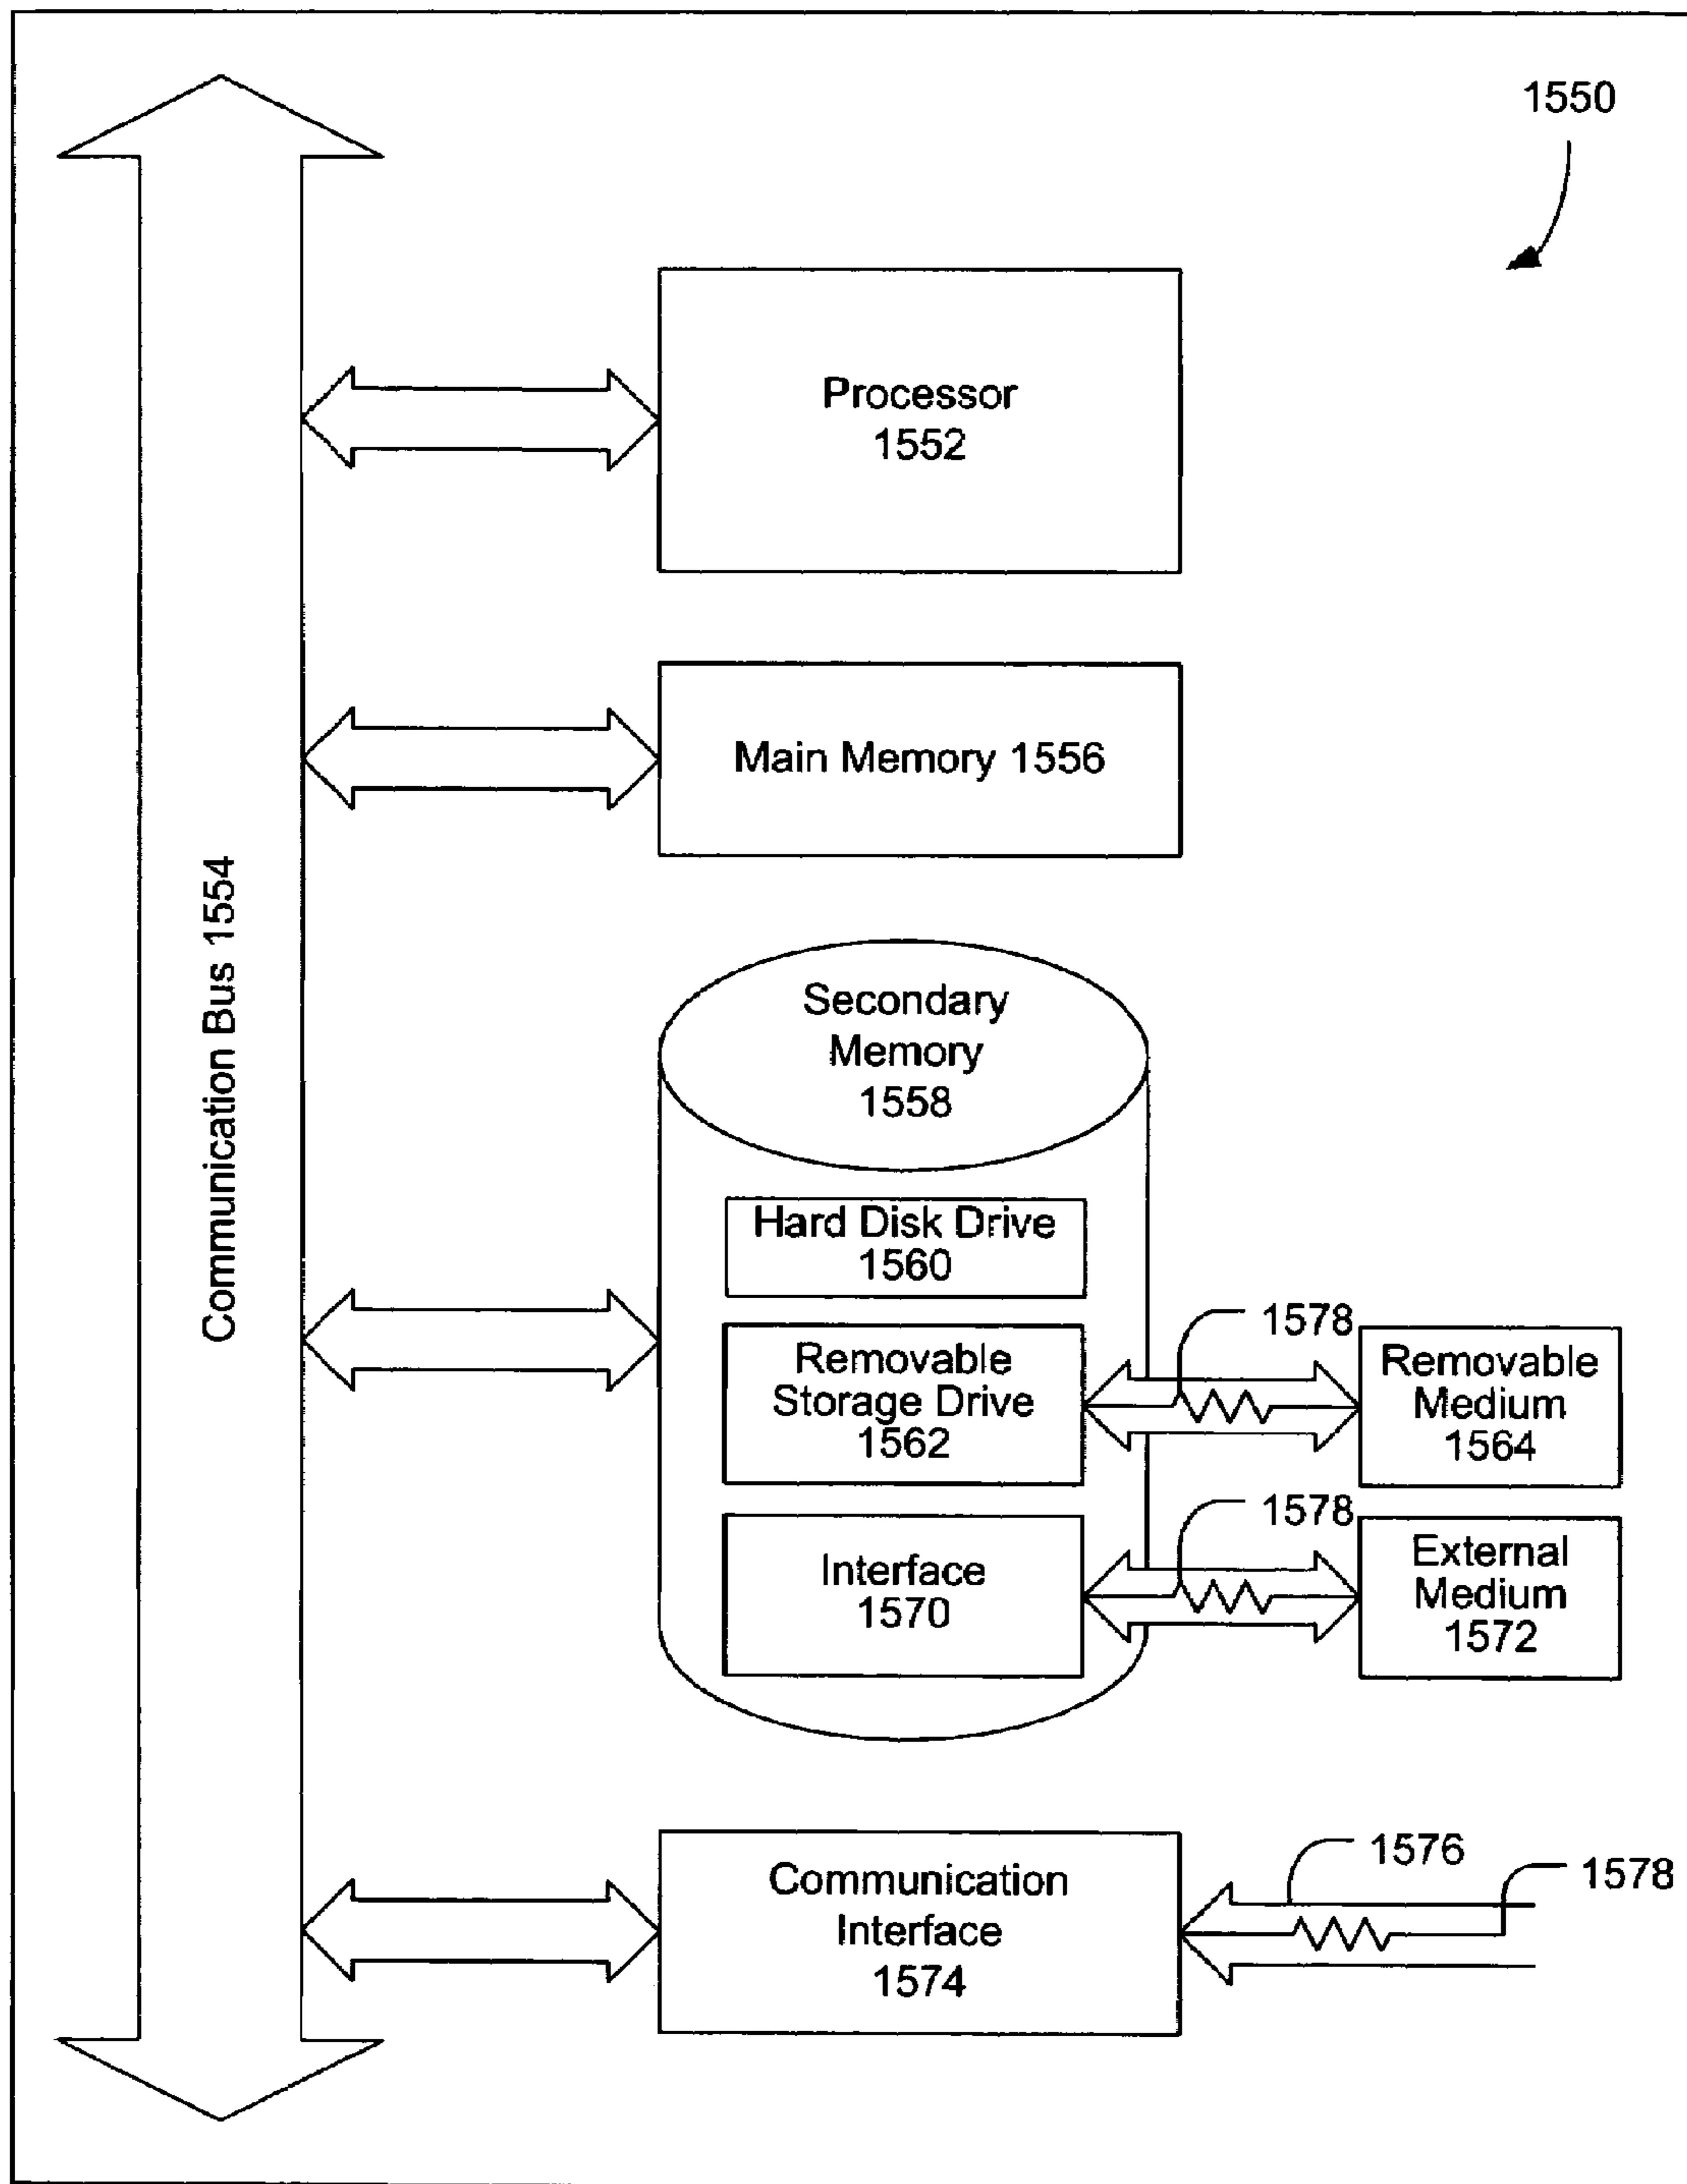 1550
Processor
1552
Main Memory 1556
Communication Bus 1554
Secondary
Memory
1558
Hard Disk Drive
1560
1578
Removable
Storage Drive
1562
Removable
Medium
1564
1578
Interface
1570
External
Medium
1572
Communication
Interface
1574
1576
1578